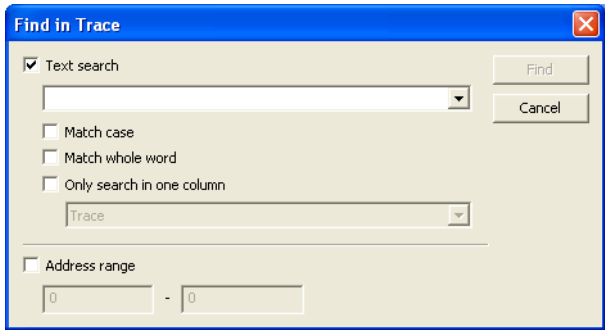 Find in Trace
Text search
Find
Cancel
Match case
Match whole word
Only search in one column
Trace
Address range
0 - 0